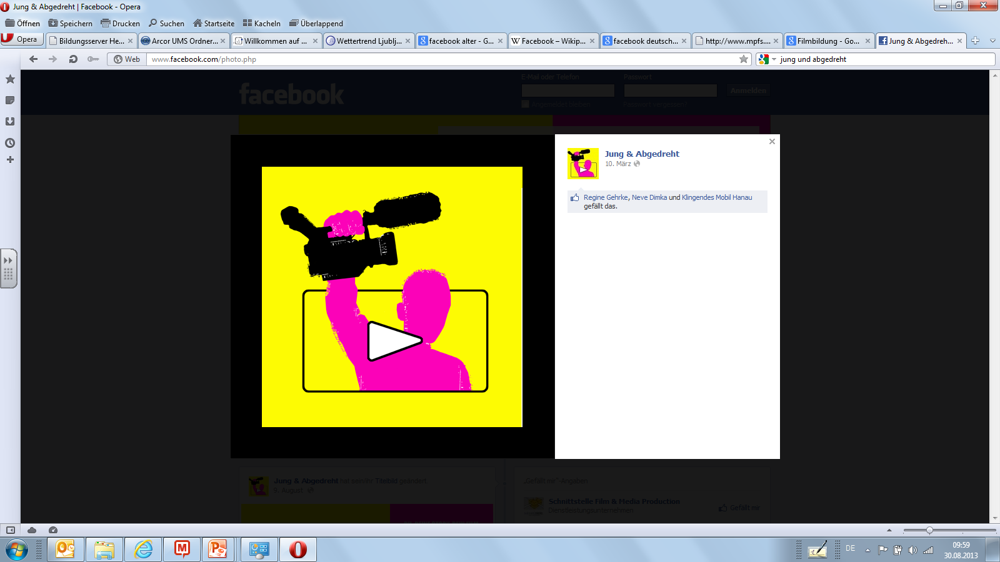 Jung & Abgedreht | Facebook - Opera
Öffnen Speichern Drucken Suchen Startseite Kacheln Überlappend
Opera Bildungsserver He... Arcor UMS Ordner... Willkommen auf ... Wettertrend Ljublj... facebook alter - G... Facebook – Wikip... facebook deutsch... http://www.mpfs.... Filmbildung - Go... Jung & Abgedreh...
Web www.facebook.com/photo.php jung und abgedreht
E-Mail oder Telefon Passwort
facebook Anmelden
Angemeldet bleiben Passwort vergessen?
Jung & Abgedreht
10. März
Regine Gehrke, Neve Dimka und Klingendes Mobil Hanau
gefällt das.
Jung & Abgedreht hat sein/ihr Titelbild geändert.
9. August
„Gefällt mir“-Angaben
Schnittstelle Film & Media Production
Dienstleistungsunternehmen
Gefällt mir
DE 09:59
30.08.2013